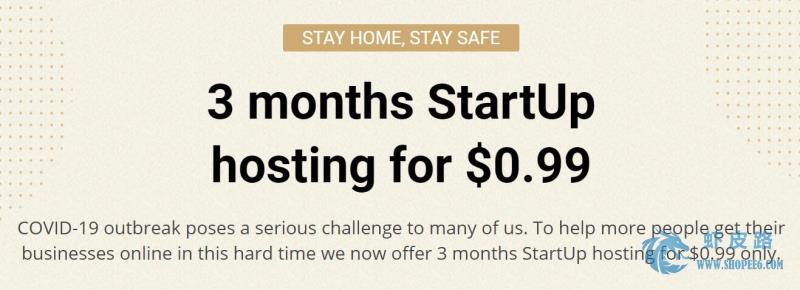 STAY HOME, STAY SAFE
3 months StartUp
hosting for $0.99
COVID-19 outbreak poses a serious challenge to many of us. To help more people get their
businesses online in this hard time we now offer 3 months StartUp hosting for $0.99 only.
虾皮路
WWW.SHOPEE6.COM